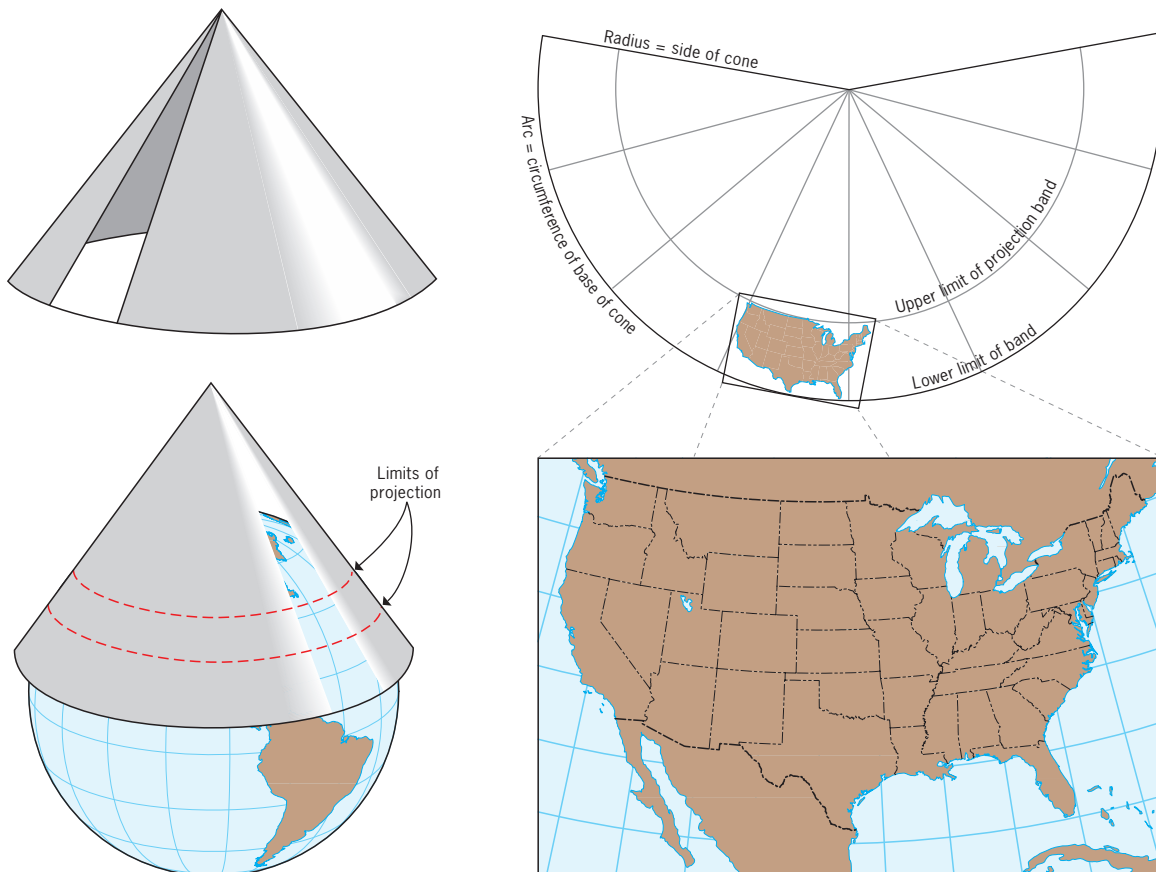 Radius = side of cone
Arc = circumference of base of cone
Upper limit of projection band
Lower limit of band
Limits of
projection